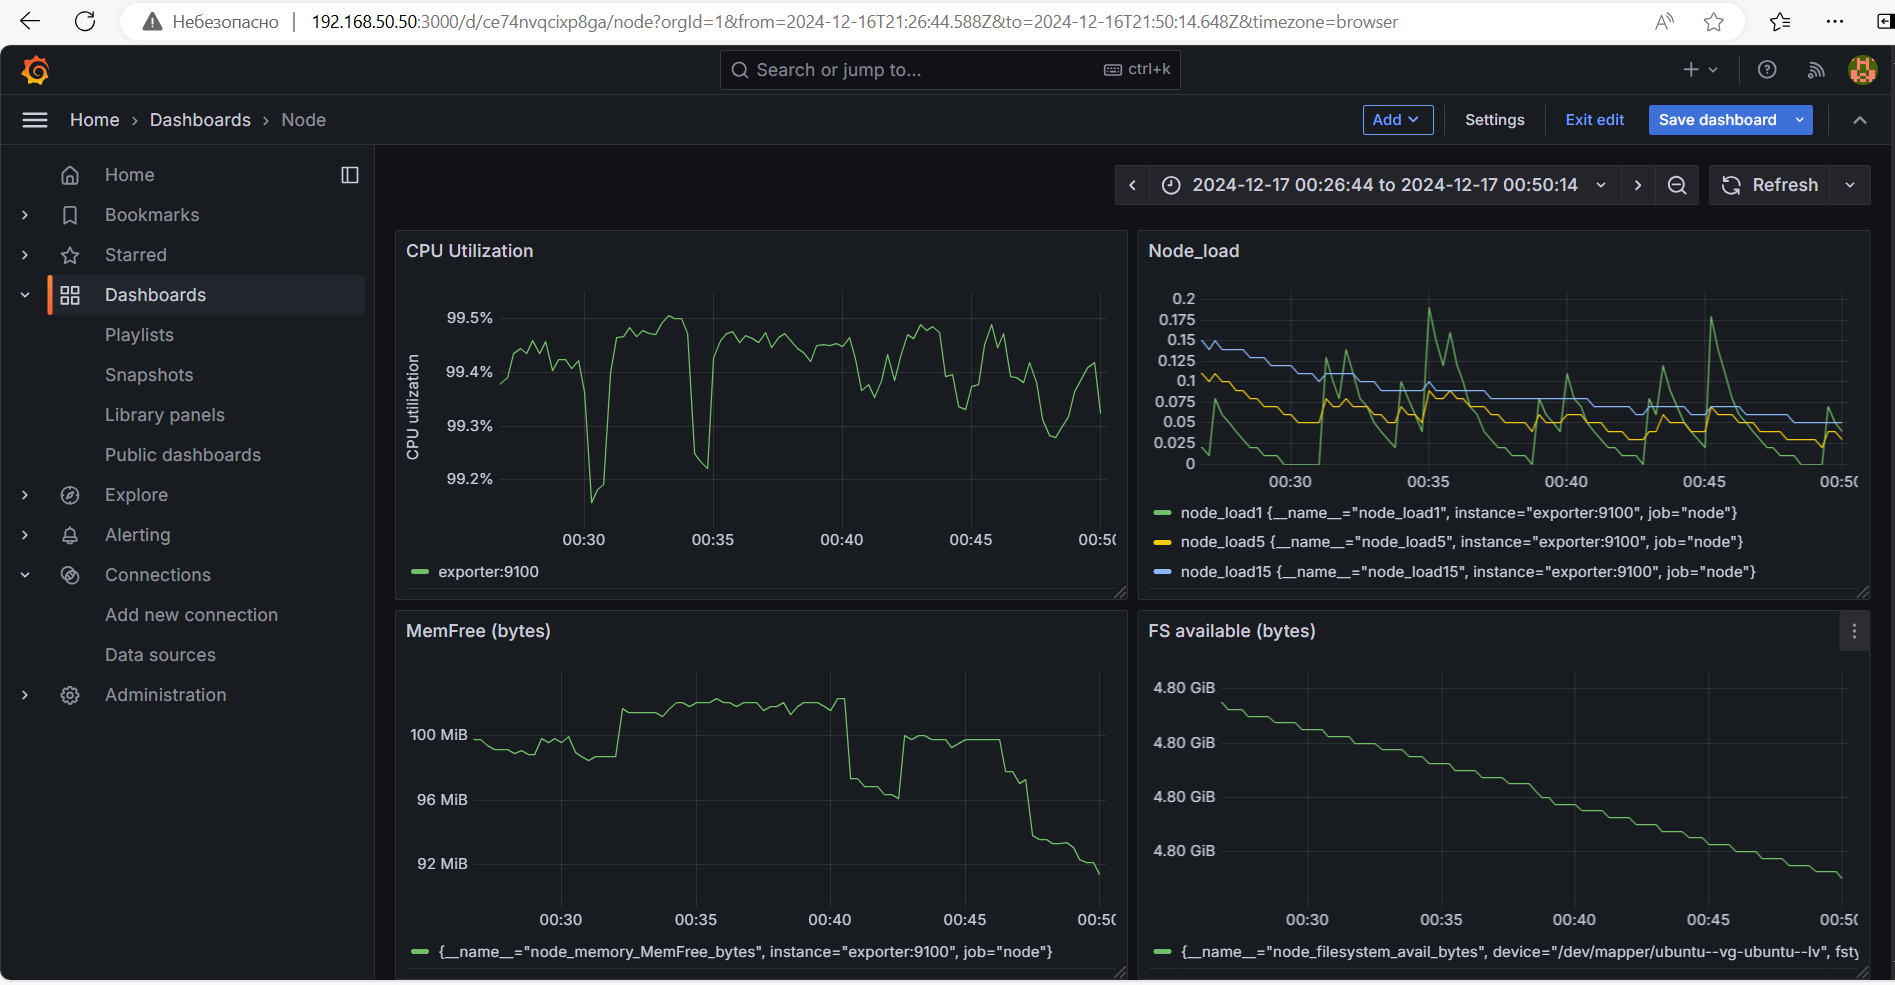 Небезопасно
192.168.50.50:3000/d/ce74nvqcixp8ga/node?orgId=1&from=2024-12-16T21:26:44.588Z&to=2024-12-16T21:50:14.648Z&timezone=browser
Search or jump to...
ctrl+k
Home
Dashboards
Node
Add
Settings
Exit edit
Save dashboard
Home
Bookmarks
Starred
Dashboards
Playlists
Snapshots
Library panels
Public dashboards
Explore
Alerting
Connections
Add new connection
Data sources
Administration
2024-12-17 00:26:44 to 2024-12-17 00:50:14
Refresh
CPU Utilization
CPU utilization
99.5%
99.4%
99.3%
99.2%
00:30 00:35 00:40 00:45 00:50
exporter:9100
Node_load
0.2
0.175
0.15
0.125
0.1
0.075
0.05
0.025
0
00:30 00:35 00:40 00:45 00:50
node_load1 {__name__="node_load1", instance="exporter:9100", job="node"}
node_load5 {__name__="node_load5", instance="exporter:9100", job="node"}
node_load15 {__name__="node_load15", instance="exporter:9100", job="node"}
MemFree (bytes)
100 MiB
96 MiB
92 MiB
00:30 00:35 00:40 00:45 00:50
{__name__="node_memory_MemFree_bytes", instance="exporter:9100", job="node"}
FS available (bytes)
4.80 GiB
4.80 GiB
4.80 GiB
4.80 GiB
00:30 00:35 00:40 00:45 00:50
{__name__="node_filesystem_avail_bytes", device="/dev/mapper/ubuntu--vg-ubuntu--lv", fsty